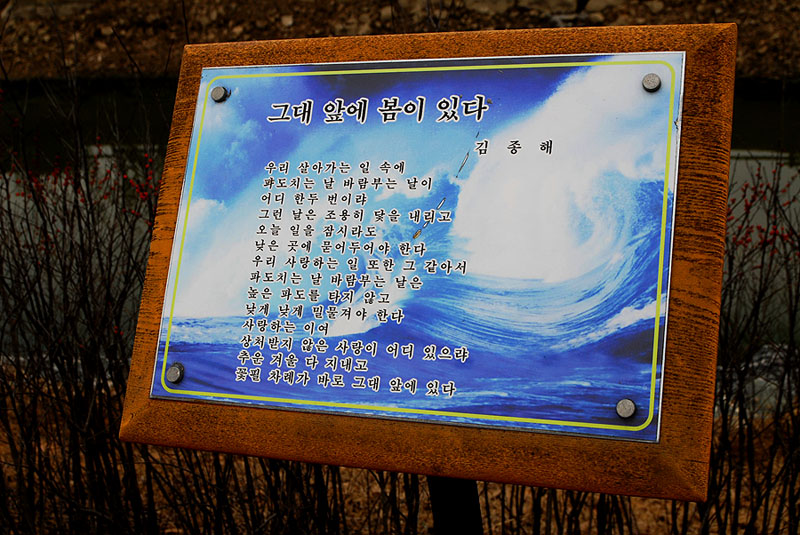 그대 앞에 봄이 있다
김 종 해
우리 살아가는 일 속에
파도치는 날 바람부는 날이
어디 한두 번이랴
그런 날은 조용히 닻을 내리고
오늘 일을 잠시라도
낮은 곳에 묻어두어야 한다
우리 사랑하는 일 또한 그 같아서
파도치는 날 바람부는 날은
높은 파도를 타지 않고
낮게 낮게 밀물져야 한다
사랑하는 이여
상처받지 않은 사랑이 어디 있으랴
추운 겨울 다 지내고
꽃필 차례가 바로 그대 앞에 있다